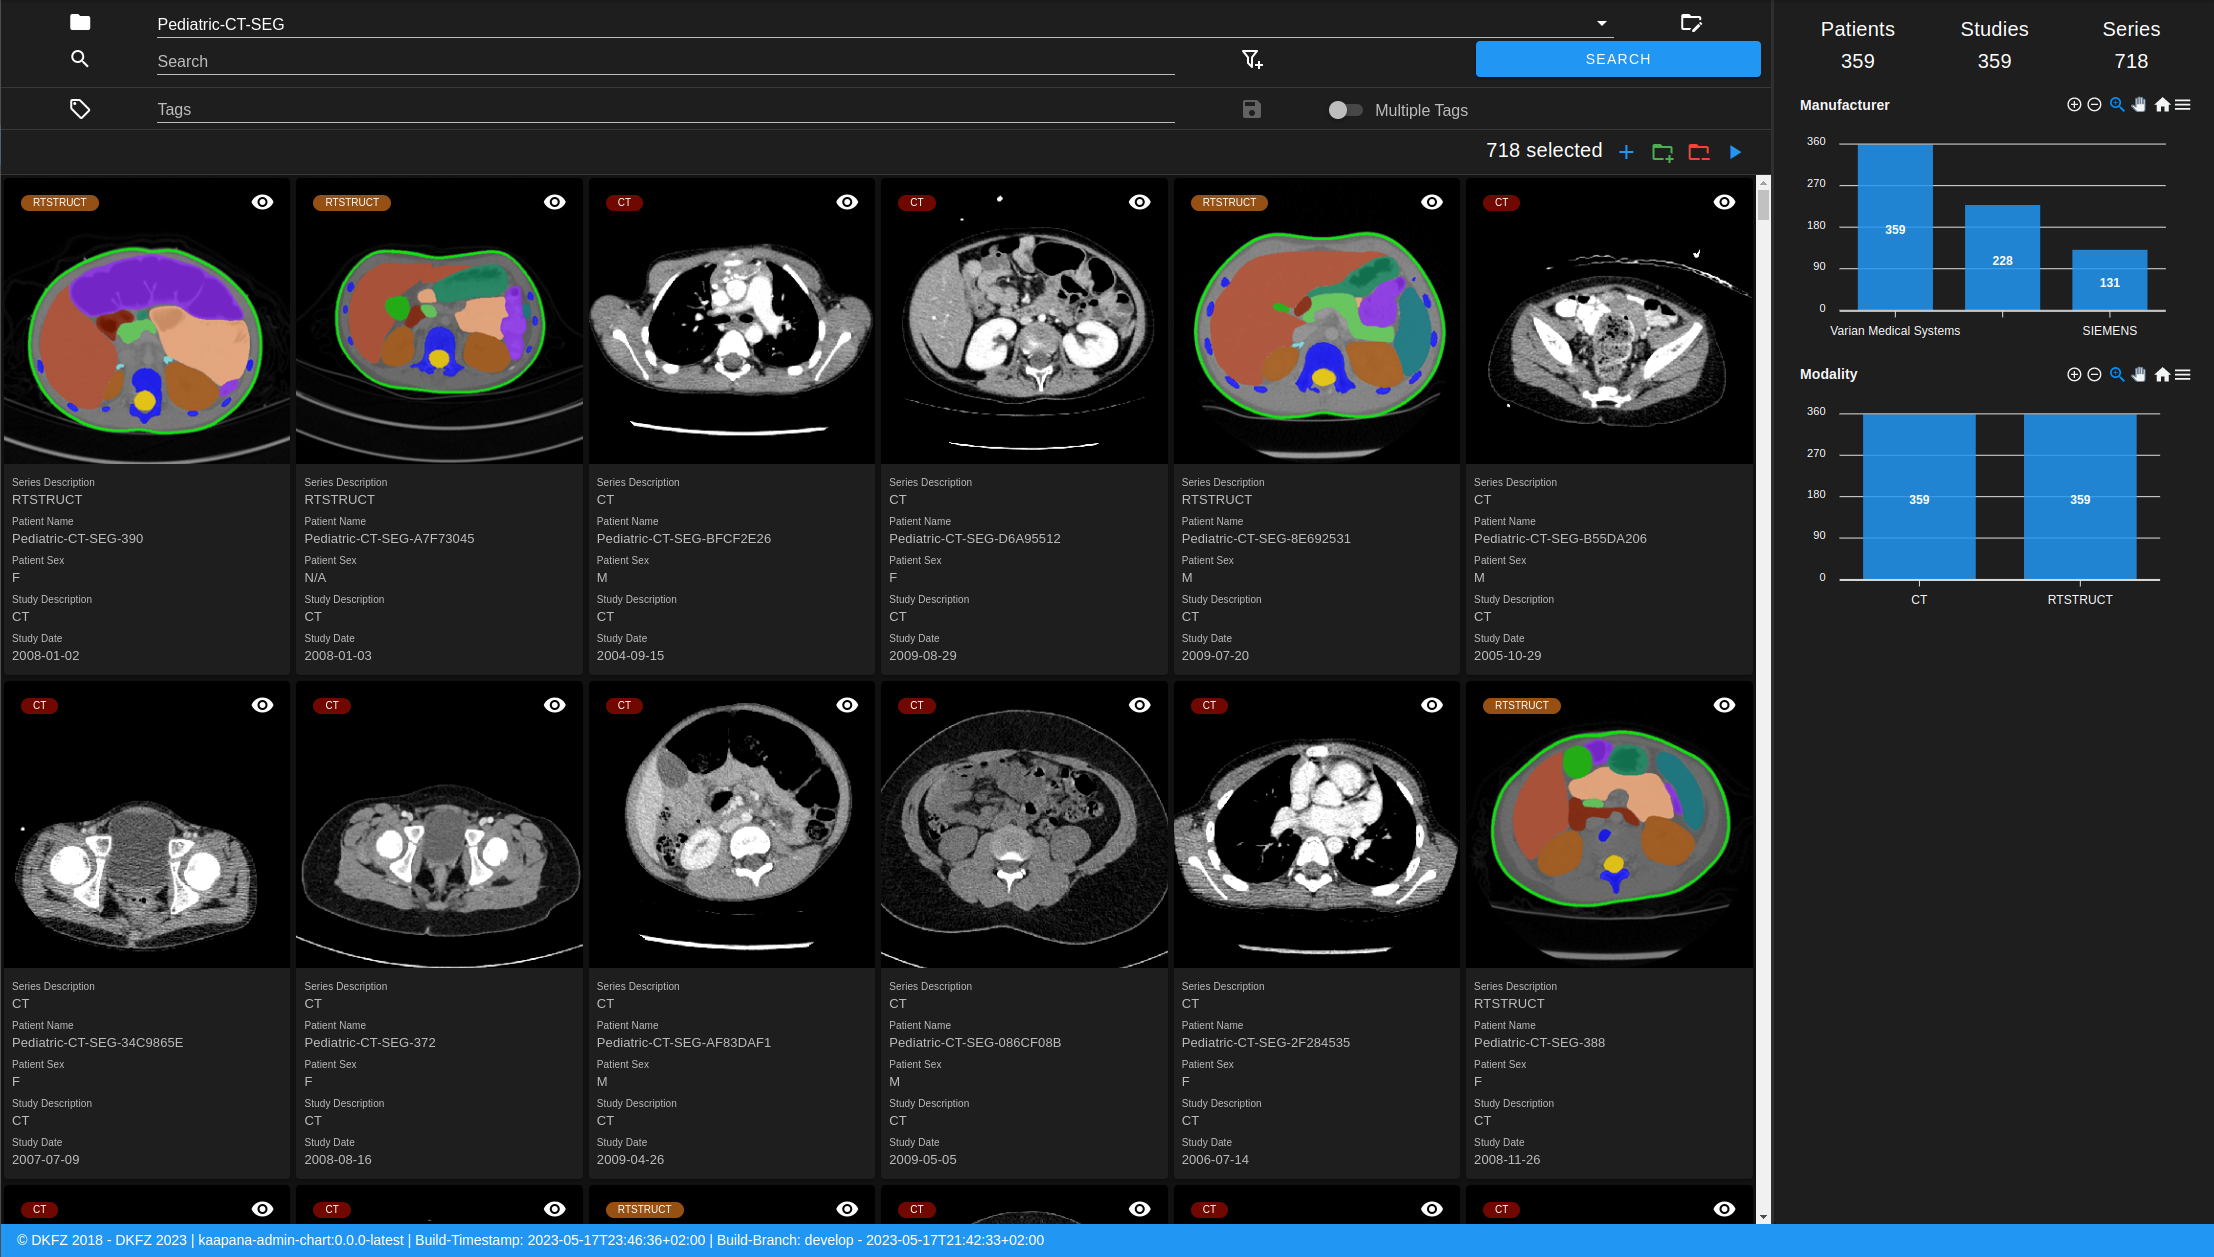 Pediatric-CT-SEG
Search
SEARCH
Tags
Multiple Tags
718 selected
RTSTRUCT RTSTRUCT CT CT RTSTRUCT CT
Series Description Series Description Series Description Series Description Series Description Series Description
RTSTRUCT RTSTRUCT CT CT RTSTRUCT CT
Patient Name Patient Name Patient Name Patient Name Patient Name Patient Name
Pediatric-CT-SEG-390 Pediatric-CT-SEG-A7F73045 Pediatric-CT-SEG-BFCF2E26 Pediatric-CT-SEG-D6A95512 Pediatric-CT-SEG-8E692531 Pediatric-CT-SEG-B55DA206
Patient Sex Patient Sex Patient Sex Patient Sex Patient Sex Patient Sex
F N/A M F M M
Study Description Study Description Study Description Study Description Study Description Study Description
CT CT CT CT CT CT
Study Date Study Date Study Date Study Date Study Date Study Date
2008-01-02 2008-01-03 2004-09-15 2009-08-29 2009-07-20 2005-10-29
CT CT CT CT CT RTSTRUCT
Series Description Series Description Series Description Series Description Series Description Series Description
CT CT CT CT CT RTSTRUCT
Patient Name Patient Name Patient Name Patient Name Patient Name Patient Name
Pediatric-CT-SEG-34C9865E Pediatric-CT-SEG-372 Pediatric-CT-SEG-AF83DAF1 Pediatric-CT-SEG-086CF08B Pediatric-CT-SEG-2F284535 Pediatric-CT-SEG-388
Patient Sex Patient Sex Patient Sex Patient Sex Patient Sex Patient Sex
F F M M F F
Study Description Study Description Study Description Study Description Study Description Study Description
CT CT CT CT CT CT
Study Date Study Date Study Date Study Date Study Date Study Date
2007-07-09 2008-08-16 2009-04-26 2009-05-05 2006-07-14 2008-11-26
CT CT RTSTRUCT CT CT CT
Patients Studies Series
359 359 718
Manufacturer
360
270
180
90
0
359 228 131
Varian Medical Systems SIEMENS
Modality
360
270
180
90
0
359 359
CT RTSTRUCT
© DKFZ 2018 - DKFZ 2023 | kaapana-admin-chart:0.0.0-latest | Build-Timestamp: 2023-05-17T23:46:36+02:00 | Build-Branch: develop - 2023-05-17T21:42:33+02:00